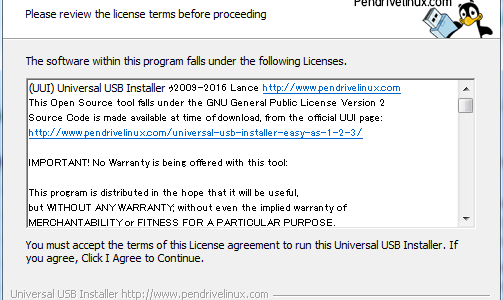 Pendrivelinux.com
Please review the license terms before proceeding
The software within this program falls under the following Licenses.
(UUI) Universal USB Installer ｩ2009-2016 Lance http://www.pendrivelinux.com
This Open Source tool falls under the GNU General Public License Version 2
Source Code is made available at time of download, from the official UUI page:
http://www.pendrivelinux.com/universal-usb-installer-easy-as-1-2-3/
IMPORTANT! No Warranty is being offered with this tool:
This program is distributed in the hope that it will be useful,
but WITHOUT ANY WARRANTY; without even the implied warranty of
MERCHANTABILITY or FITNESS FOR A PARTICULAR PURPOSE.
You must accept the terms of this License agreement to run this Universal USB Installer. If
you agree, Click I Agree to Continue.
Universal USB Installer http://www.pendrivelinux.com